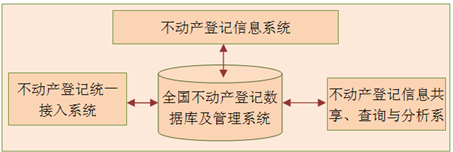 不动产登记信息系统
不动产登记统一
接入系统
全国不动产登记数
据库及管理系统
不动产登记信息共
享、查询与分析系